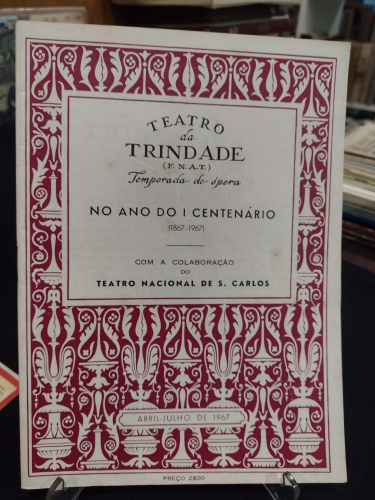 TEATRO
da
TRINDADE
(F. N. A. T.)
Temporada de ópera
NO ANO DO I CENTENÁRIO
(1867-1967)
COM A COLABORAÇÃO
DO
TEATRO NACIONAL DE S. CARLOS
ABRIL-JULHO DE 1967
PREÇO 2$00